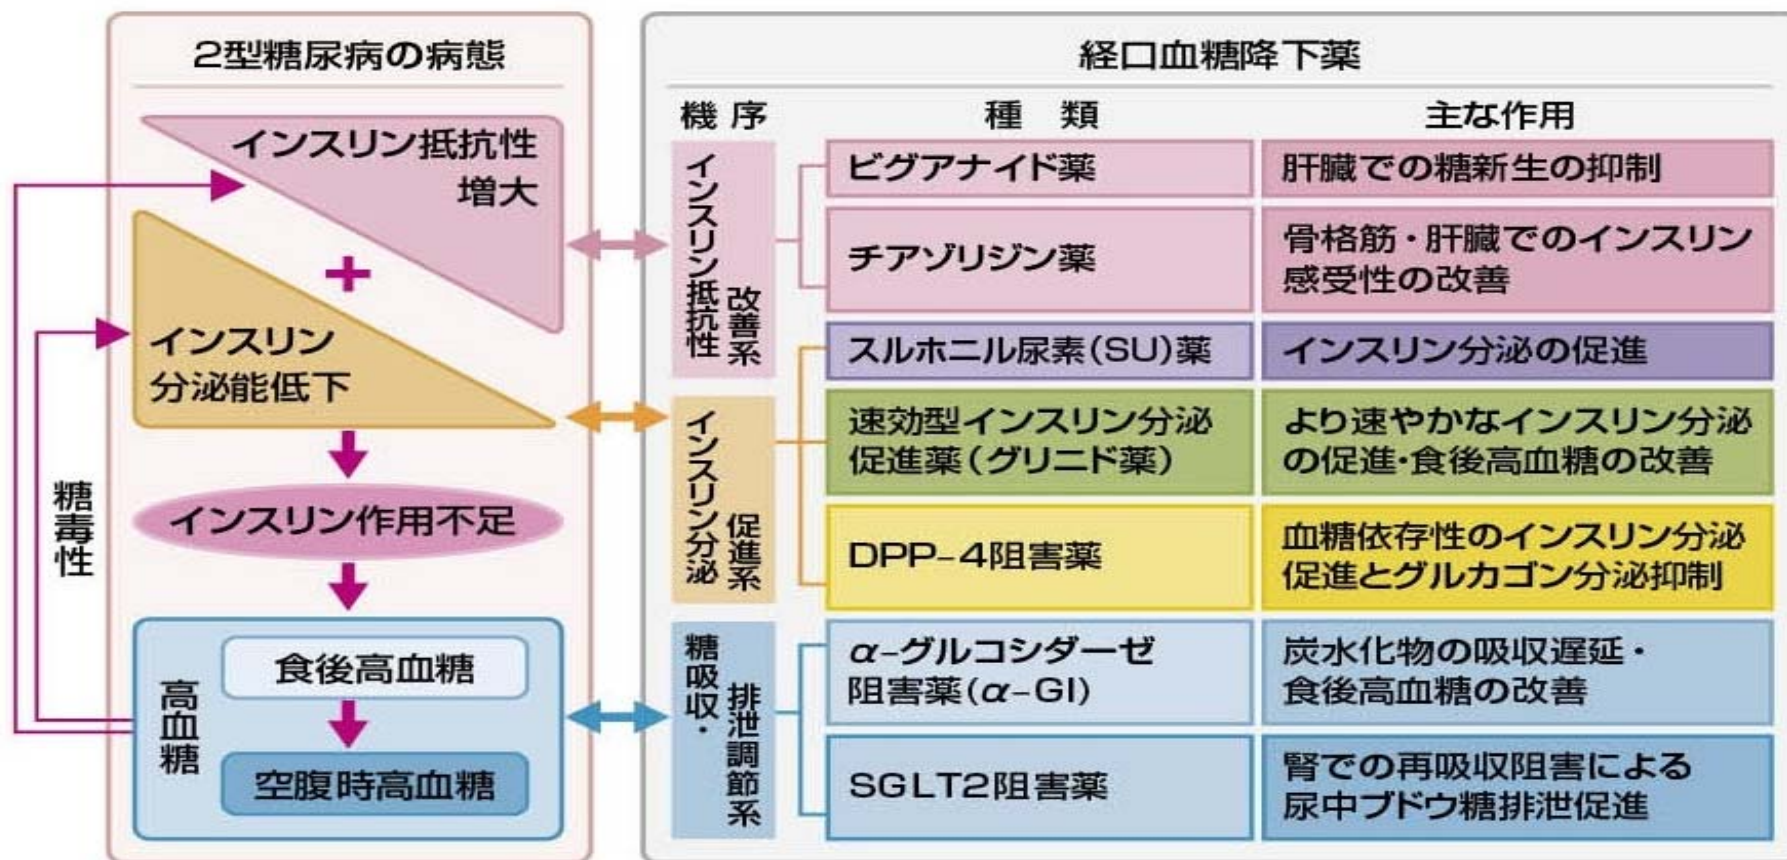 2型糖尿病の病態
インスリン抵抗性
増大
+
インスリン
分泌能低下
インスリン作用不足
高血糖
食後高血糖
空腹時高血糖
糖毒性
経口血糖降下薬
機序
種類
主な作用
インスリン抵抗性
改善系
ビグアナイド薬
肝臓での糖新生の抑制
チアゾリジン薬
骨格筋・肝臓でのインスリン
感受性の改善
インスリン分泌
促進系
スルホニル尿素(SU)薬
インスリン分泌の促進
速効型インスリン分泌
促進薬(グリニド薬)
より速やかなインスリン分泌
の促進・食後高血糖の改善
DPP-4阻害薬
血糖依存性のインスリン分泌
促進とグルカゴン分泌抑制
糖吸収・
排泄調節系
α-グルコシダーゼ
阻害薬(α-GI)
炭水化物の吸収遅延・
食後高血糖の改善
SGLT2阻害薬
腎での再吸収阻害による
尿中ブドウ糖排泄促進